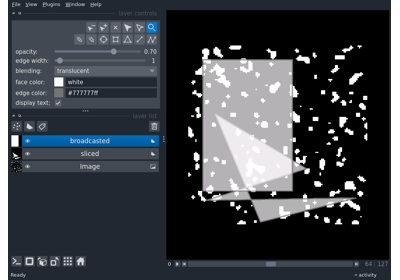 File View Plugins Window Help
layer controls
opacity: 0.70
edge width: 1
blending: translucent
face color: white
edge color: #777777ff
display text:
layer list
broadcasted
sliced
Image
64 127
Ready activity